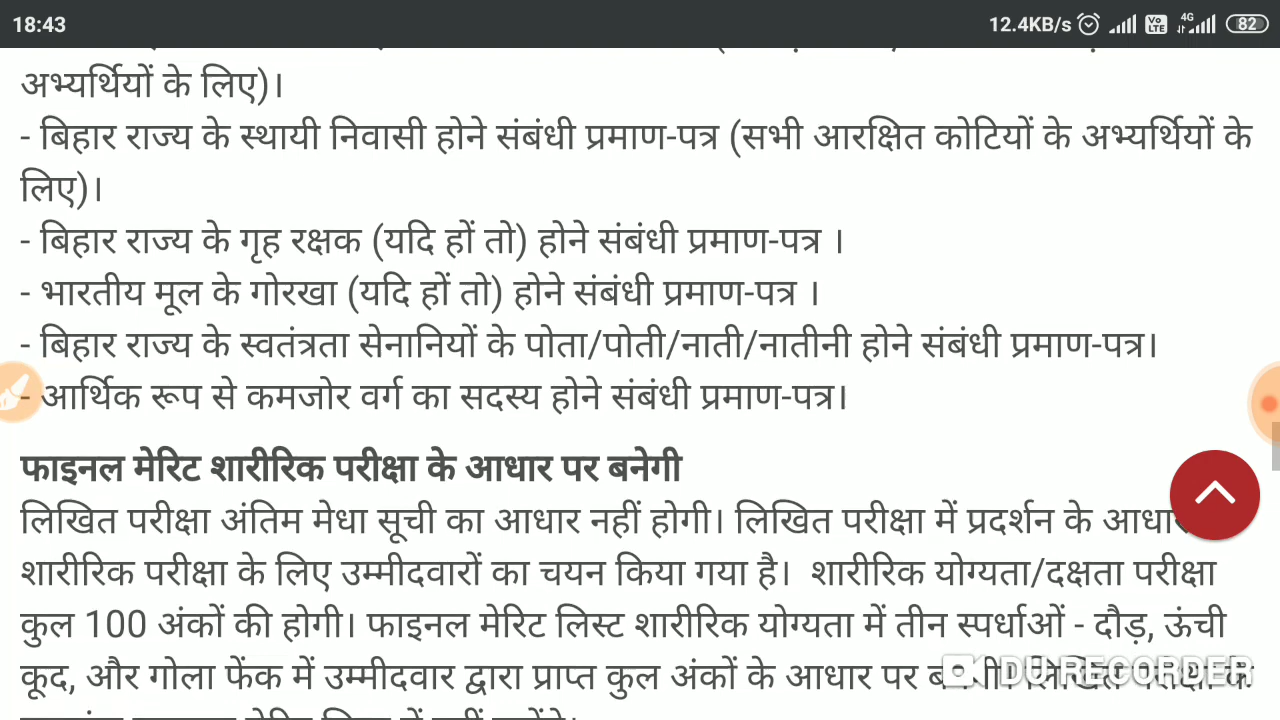 18:43 12.4KB/s Vo LTE 4G 82
अभ्यर्थियों के लिए)।
- बिहार राज्य के स्थायी निवासी होने संबंधी प्रमाण-पत्र (सभी आरक्षित कोटियों के अभ्यर्थियों के
लिए)।
- बिहार राज्य के गृह रक्षक (यदि हों तो) होने संबंधी प्रमाण-पत्र ।
- भारतीय मूल के गोरखा (यदि हों तो) होने संबंधी प्रमाण-पत्र ।
- बिहार राज्य के स्वतंत्रता सेनानियों के पोता/पोती/नाती/नातीनी होने संबंधी प्रमाण-पत्र।
- आर्थिक रूप से कमजोर वर्ग का सदस्य होने संबंधी प्रमाण-पत्र।
फाइनल मेरिट शारीरिक परीक्षा के आधार पर बनेगी
लिखित परीक्षा अंतिम मेधा सूची का आधार नहीं होगी। लिखित परीक्षा में प्रदर्शन के
शारीरिक परीक्षा के लिए उम्मीदवारों का चयन किया गया है। शारीरिक योग्यता/दक्षता परीक्षा
कुल 100 अंकों की होगी। फाइनल मेरिट लिस्ट शारीरिक योग्यता में तीन स्पर्धाओं - दौड़, ऊंची
कूद, और गोला फेंक में उम्मीदवार द्वारा प्राप्त कुल अंकों के आधार पर
DU RECORDER